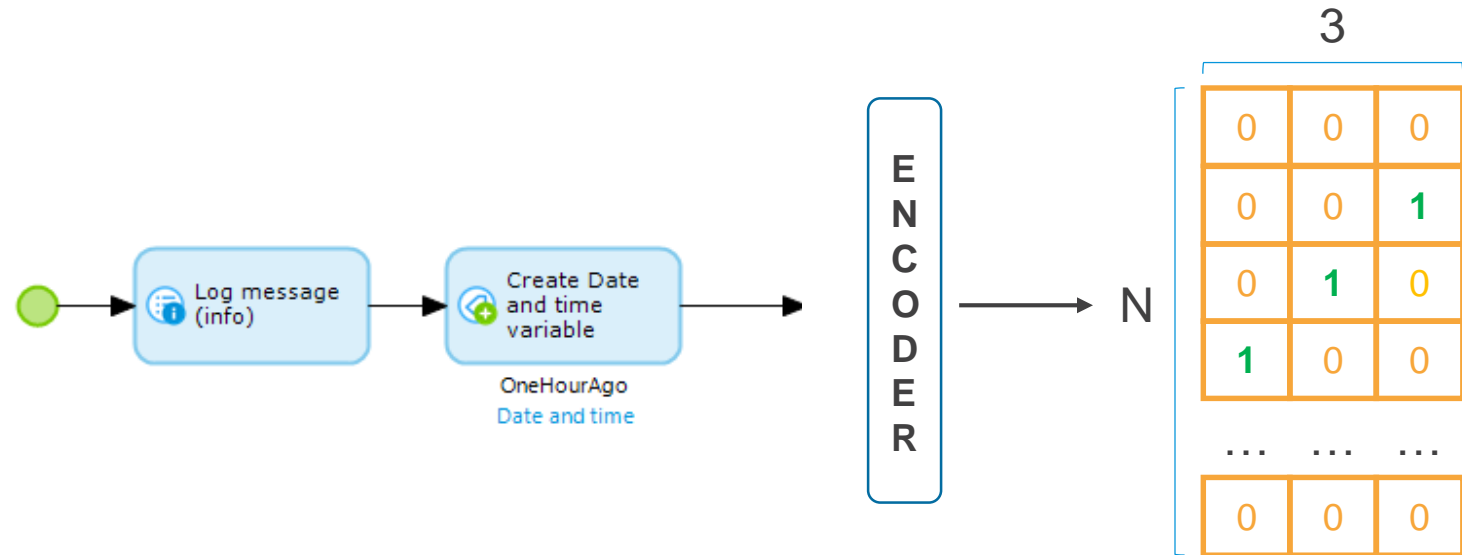 3
Log message
(info)
Create Date
and time
variable
OneHourAgo
Date and time
E
N
C
O
D
E
R
N
0 0 0
0 0 1
0 1 0
1 0 0
... ... ...
0 0 0